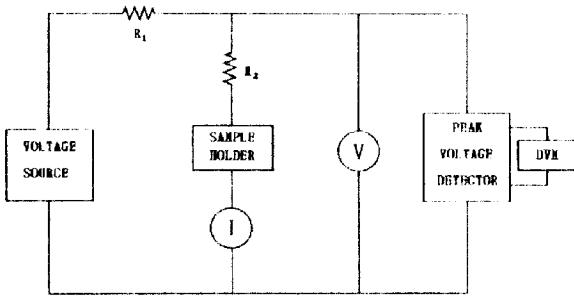 R₁
R₂
VOLTAGE
SOURCE
SAMPLE
HOLDER
I
V
PEAK
VOLTAGE
DETECTOR
DVM